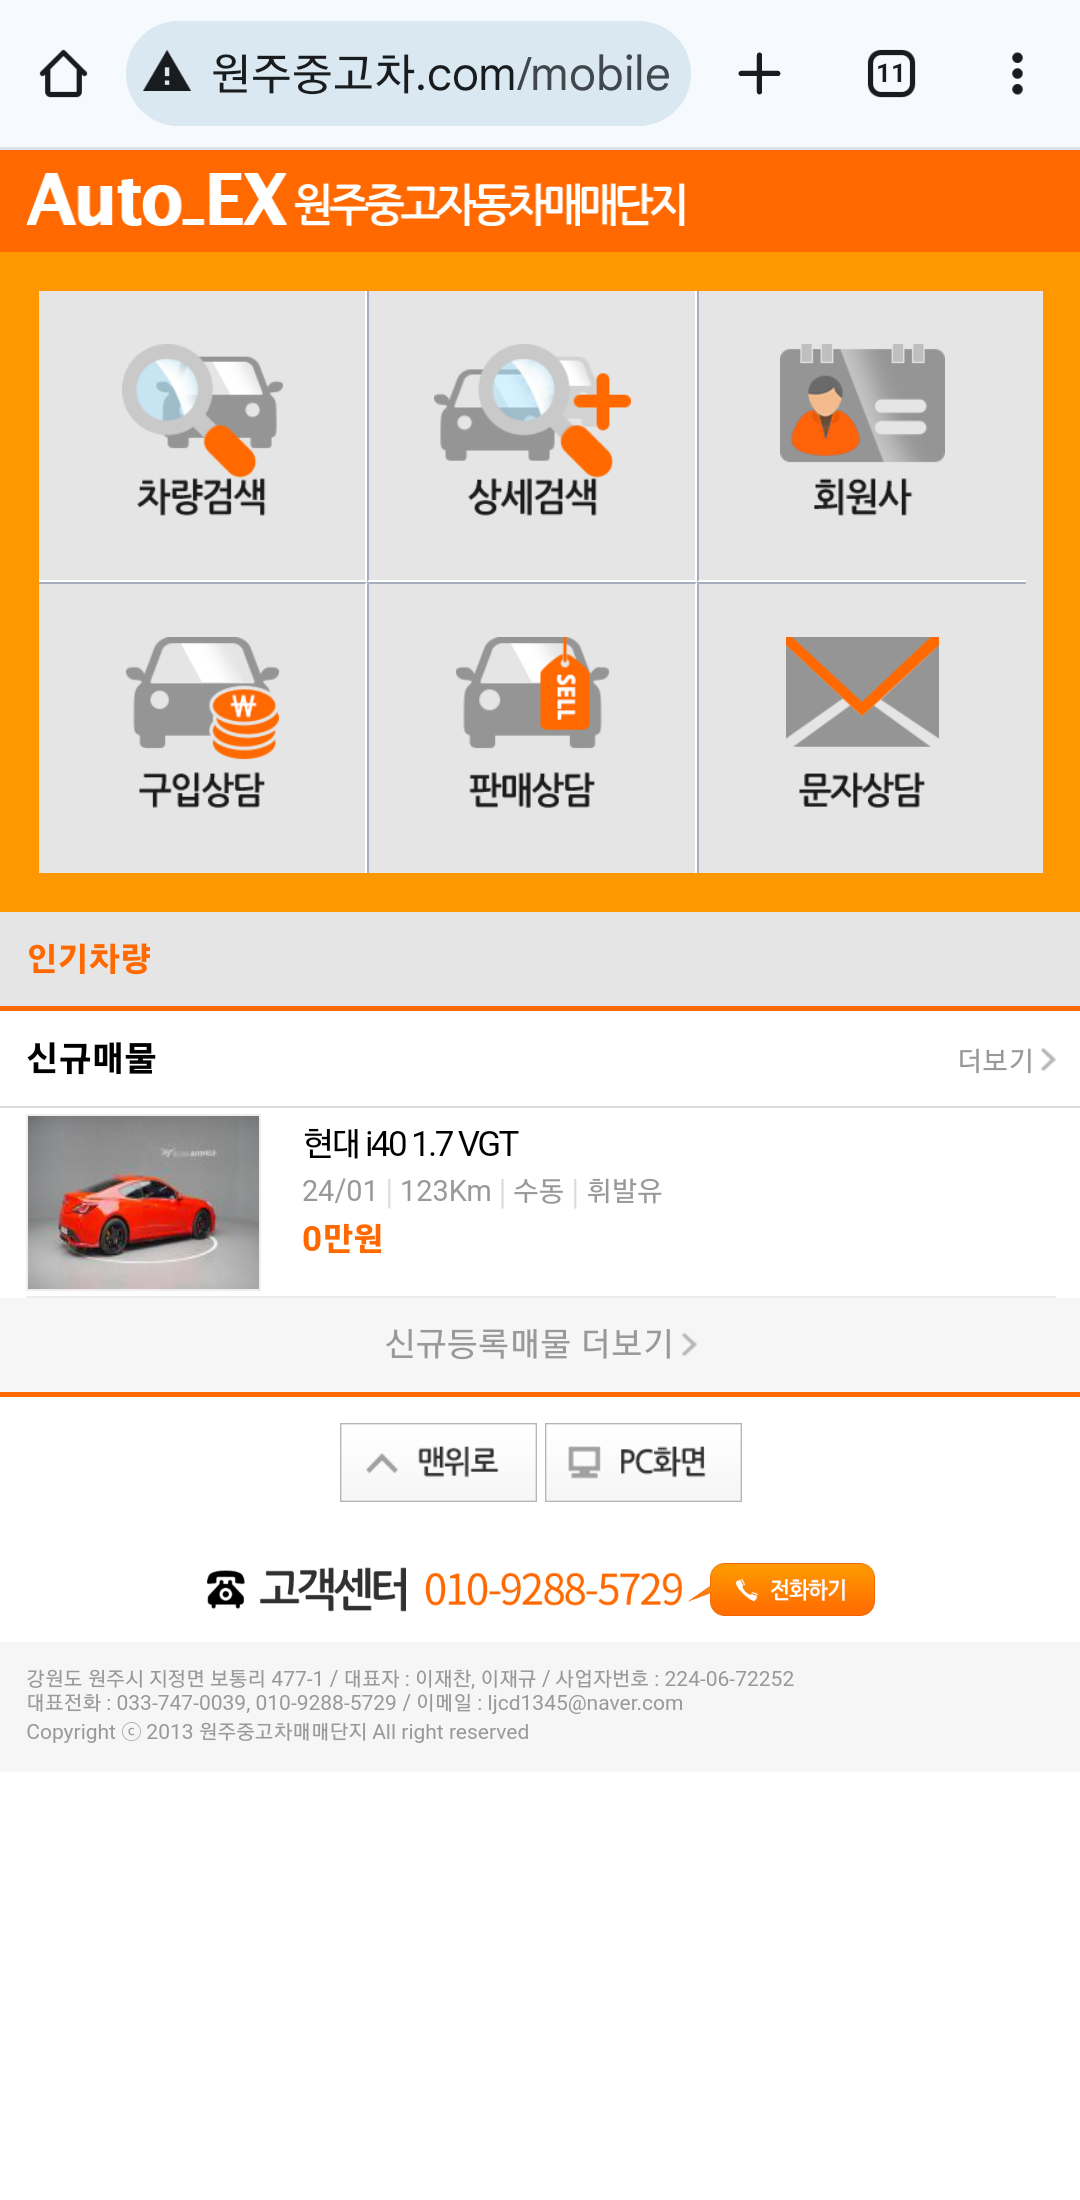 원주중고차.com/mobile
11
Auto_EX 원주중고자동차매매단지
차량검색
상세검색
회원사
₩
SELL
구입상담
판매상담
문자상담
인기차량
신규매물
더보기
현대 i40 1.7 VGT
24/01 | 123Km | 수동 | 휘발유
0만원
신규등록매물 더보기
맨위로
PC화면
고객센터 010-9288-5729 전화하기
강원도 원주시 지정면 보통리 477-1 / 대표자 : 이재찬, 이재규 / 사업자번호 : 224-06-72252
대표전화 : 033-747-0039, 010-9288-5729 / 이메일 : ljcd1345@naver.com
Copyright ⓒ 2013 원주중고차매매단지 All right reserved